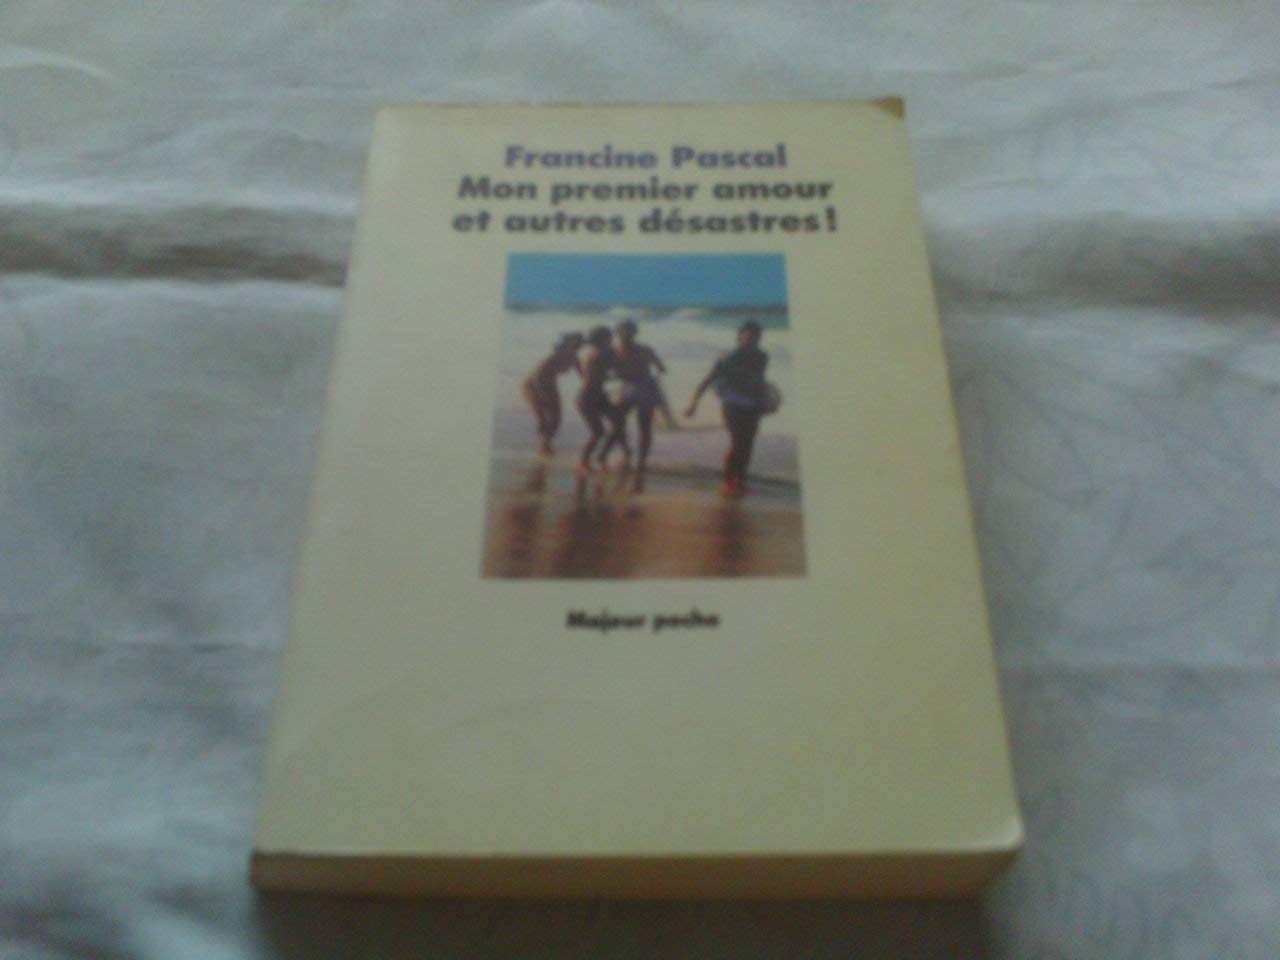 Francine Pascal
Mon premier amour
et autres désastres!
Majeur poche